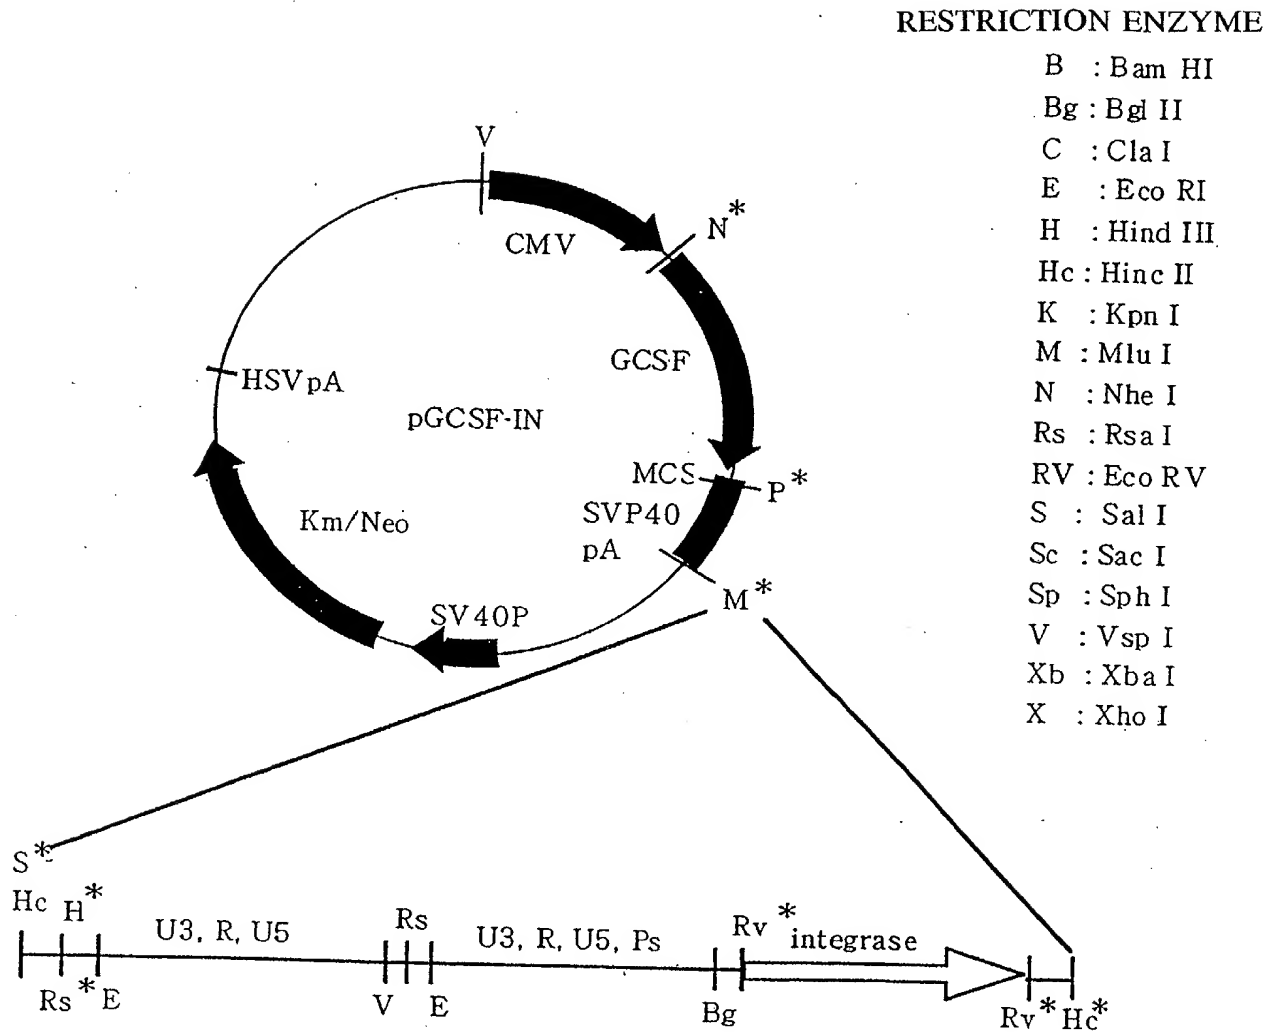 RESTRICTION ENZYME
B : Bam HI
Bg : Bgl II
C : Cla I
E : Eco RI
H : Hind III
Hc : Hinc II
K : Kpn I
M : Mlu I
N : Nhe I
Rs : Rsa I
RV : Eco RV
S : Sal I
Sc : Sac I
Sp : Sph I
V : Vsp I
Xb : Xba I
X : Xho I
V
CMV
N*
GCSF
HSVpA
pGCSF-IN
MCS
P*
SVP40
pA
Km/Neo
M*
SV40P
S*
Hc
H*
U3, R, U5
Rs
U3, R, U5, Ps
Rv*
integrase
Rs*
E
V
E
Bg
Rv*
Hc*